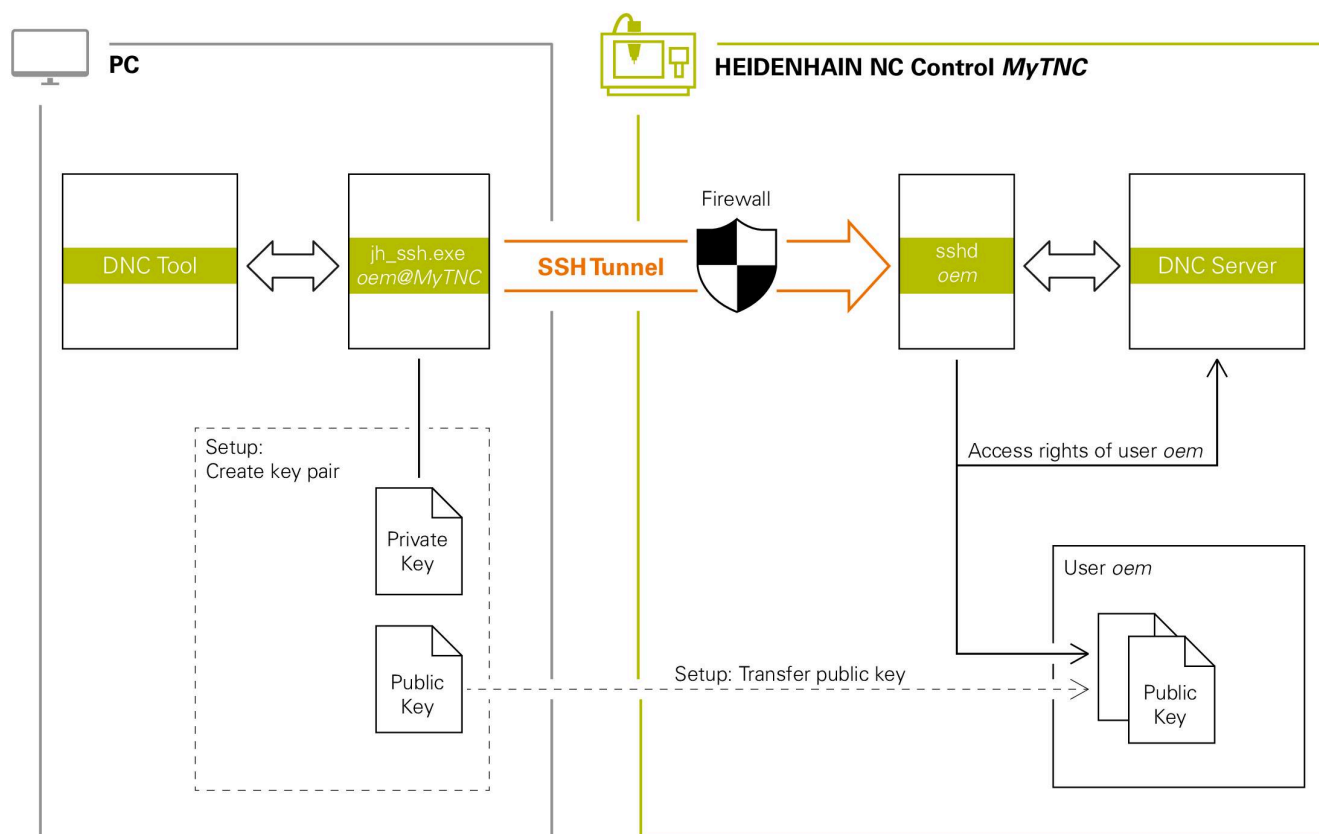 PC
HEIDENHAIN NC Control MyTNC
DNC Tool
jh_ssh.exe
oem@MyTNC
SSH Tunnel
Firewall
sshd
oem
DNC Server
Setup:
Create key pair
Private
Key
Public
Key
Access rights of user oem
Setup: Transfer public key
User oem
Public
Key